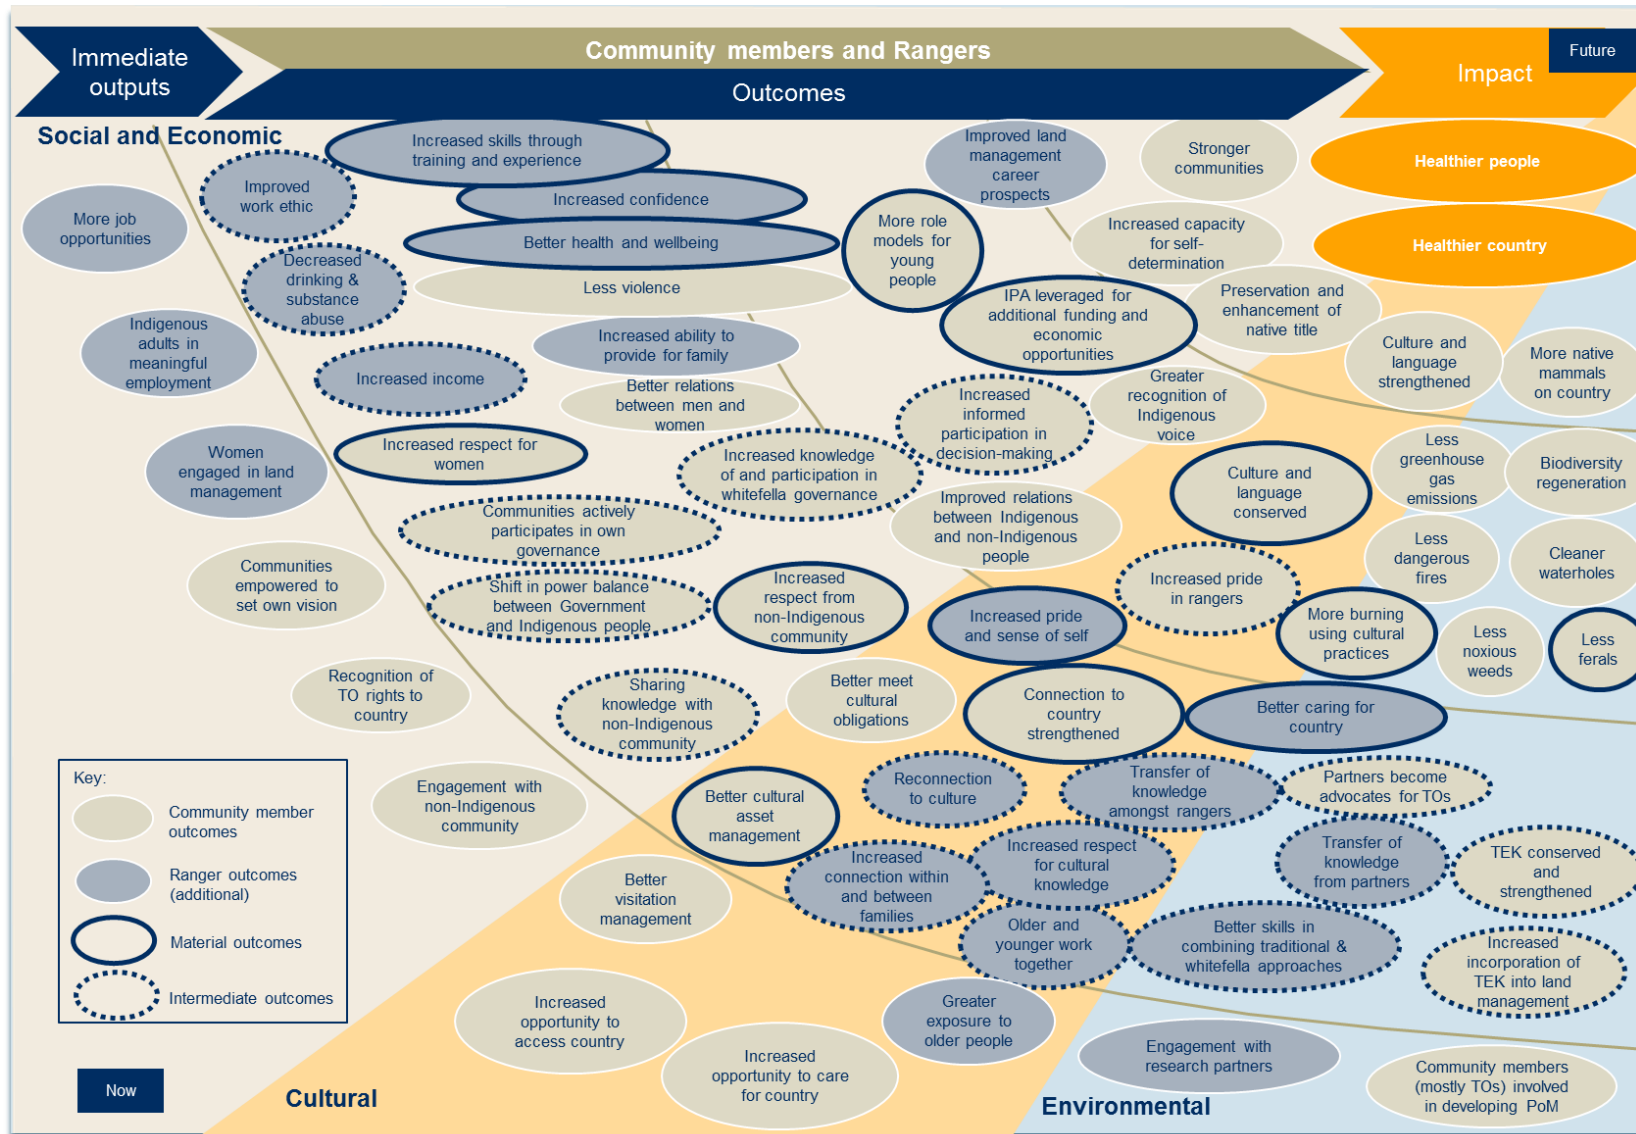 Immediate
outputs
Community members and Rangers
Outcomes
Impact
Future
Social and Economic
Increased skills through
training and experience
Improved land
management
career
prospects
Stronger
communities
Healthier people
Improved
work ethic
More job
opportunities
Increased confidence
More role
models for
young
people
Increased capacity
for self-
determination
Healthier country
Better health and wellbeing
Decreased
drinking &
substance
abuse
Less violence
IPA leveraged for
additional funding and
economic
opportunities
Preservation and
enhancement of
native title
Indigenous
adults in
meaningful
employment
Increased ability to
provide for family
Culture and
language
strengthened
More native
mammals
on country
Increased income
Better relations
between men and
women
Increased
informed
participation in
decision-making
Greater
recognition of
Indigenous
voice
Women
engaged in land
management
Increased respect for
women
Increased knowledge
of and participation in
whitefella governance
Culture and
language
conserved
Less
greenhouse
gas
emissions
Biodiversity
regeneration
Communities actively
participates in own
governance
Improved relations
between Indigenous
and non-Indigenous
people
Less
dangerous
fires
Cleaner
waterholes
Communities
empowered to
set own vision
Shift in power balance
between Government
and Indigenous people
Increased
respect from
non-Indigenous
community
Increased pride
and sense of self
Increased pride
in rangers
More burning
using cultural
practices
Less
noxious
weeds
Less
ferals
Recognition of
TO rights to
country
Sharing
knowledge with
non-Indigenous
community
Better meet
cultural
obligations
Connection to
country
strengthened
Better caring for
country
Engagement with
non-Indigenous
community
Better cultural
asset
management
Reconnection
to culture
Transfer of
knowledge
amongst rangers
Partners become
advocates for TOs
Better
visitation
management
Increased
connection within
and between
families
Increased respect
for cultural
knowledge
Transfer of
knowledge
from partners
TEK conserved
and
strengthened
Older and
younger work
together
Better skills in
combining traditional &
whitefella approaches
Increased
incorporation of
TEK into land
management
Increased
opportunity to
access country
Increased
opportunity to care
for country
Greater
exposure to
older people
Engagement with
research partners
Community members
(mostly TOs) involved
in developing PoM
Key:
Community member
outcomes
Ranger outcomes
(additional)
Material outcomes
Intermediate outcomes
Now
Cultural
Environmental